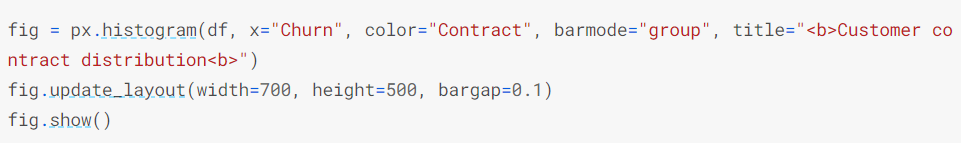 fig = px.histogram(df, x="Churn", color="Contract", barmode="group", title="<b>Customer co
ntract distribution<b>")
fig.update_layout(width=700, height=500, bargap=0.1)
fig.show()